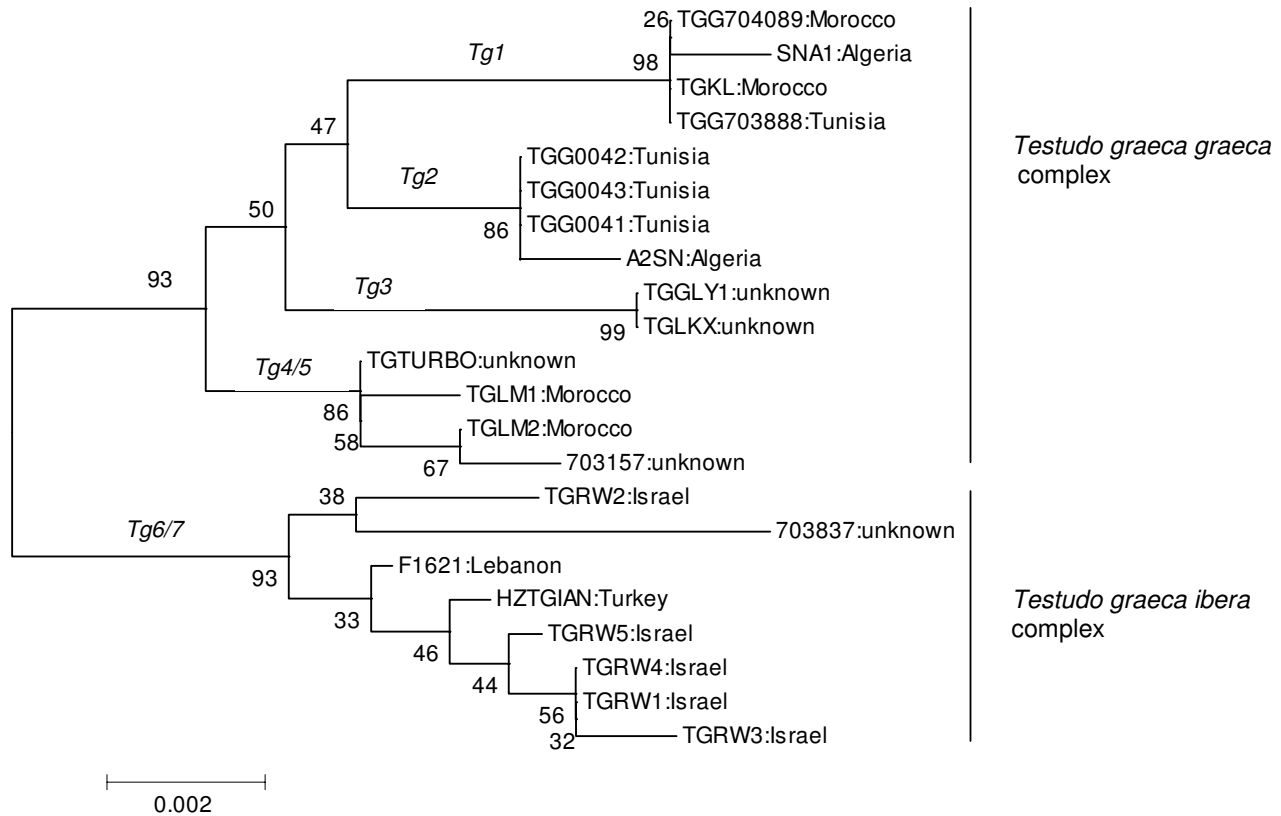 26 TGG704089:Morocco
Tg1
SNA1:Algeria
98
TGKL:Morocco
47
TGG703888:Tunisia
Testudo graeca graeca
complex
TGG0042:Tunisia
Tg2
TGG0043:Tunisia
50
86
TGG0041:Tunisia
A2SN:Algeria
93
Tg3
TGGLY1:unknown
99
TGLKX:unknown
Tg4/5
TGTURBO:unknown
TGLM1:Morocco
86
58
TGLM2:Morocco
67
703157:unknown
38
TGRW2:Israel
Tg6/7
703837:unknown
93
F1621:Lebanon
33
HZTGIAN:Turkey
Testudo graeca ibera
complex
46
TGRW5:Israel
44
TGRW4:Israel
56
TGRW1:Israel
32
TGRW3:Israel
0.002